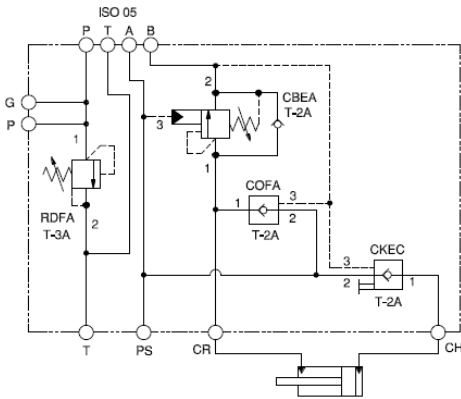 ISO 05
P T A B
G
P
1
2
RDFA
T-3A
2
3
1
CBEA
T-2A
COFA
1
3
2
T-2A
CKEC
3
2
1
T-2A
T
PS
CR
CH